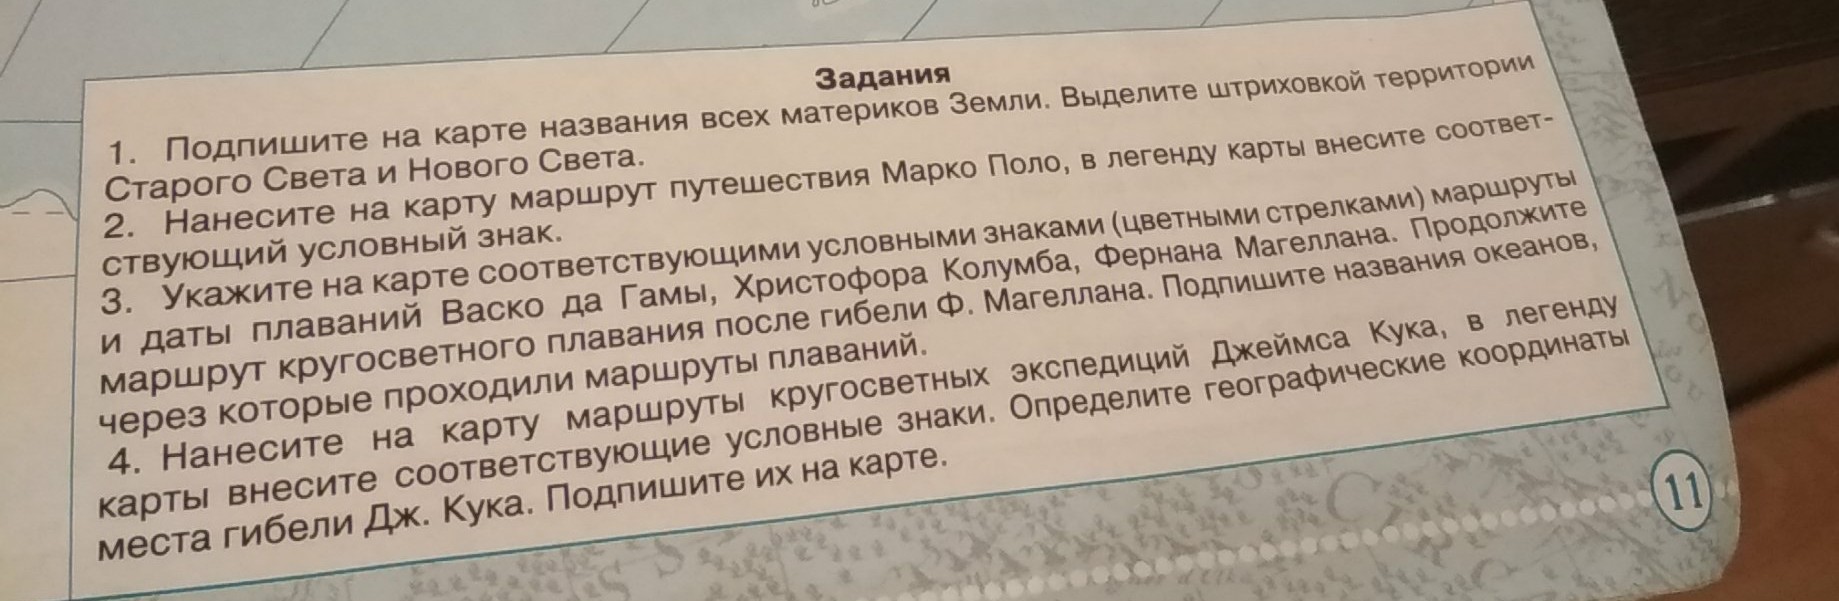 Задания
1. Подпишите на карте названия всех материков Земли. Выделите штриховкой территории
Старого Света и Нового Света.
2. Нанесите на карту маршрут путешествия Марко Поло, в легенду карты внесите соответ-
ствующий условный знак.
3. Укажите на карте соответствующими условными знаками (цветными стрелками) маршруты
и даты плаваний Васко да Гамы, Христофора Колумба, Фернана Магеллана. Продолжите
маршрут кругосветного плавания после гибели Ф. Магеллана. Подпишите названия океанов,
через которые проходили маршруты плаваний.
4. Нанесите на карту маршруты кругосветных экспедиций Джеймса Кука, в легенду
карты внесите соответствующие условные знаки. Определите географические координаты
места гибели Дж. Кука. Подпишите их на карте.
11